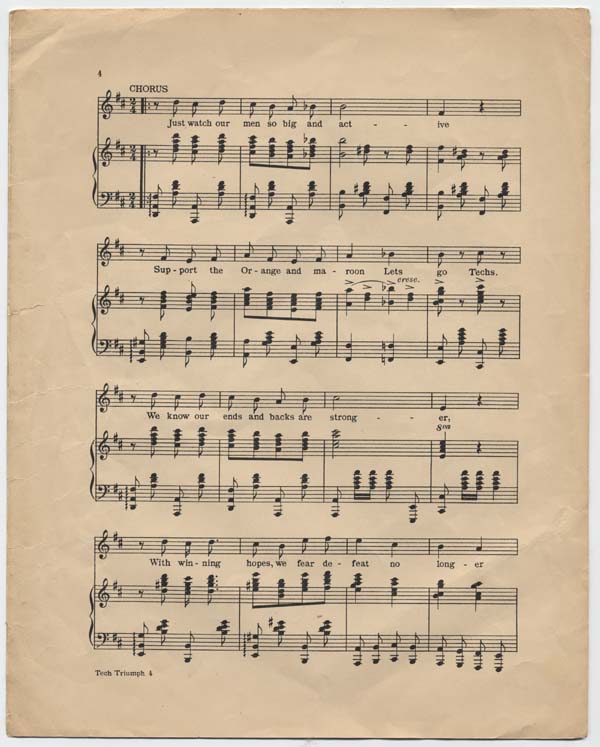 4
CHORUS
Just watch our men so big and act - - ive
Sup - port the Or - ange and ma - roon Lets go Techs.
cresc.
We know our ends and backs are strong - - er,
8va
With win - ning hopes, we fear de - feat no long - er
Tech Triumph 4